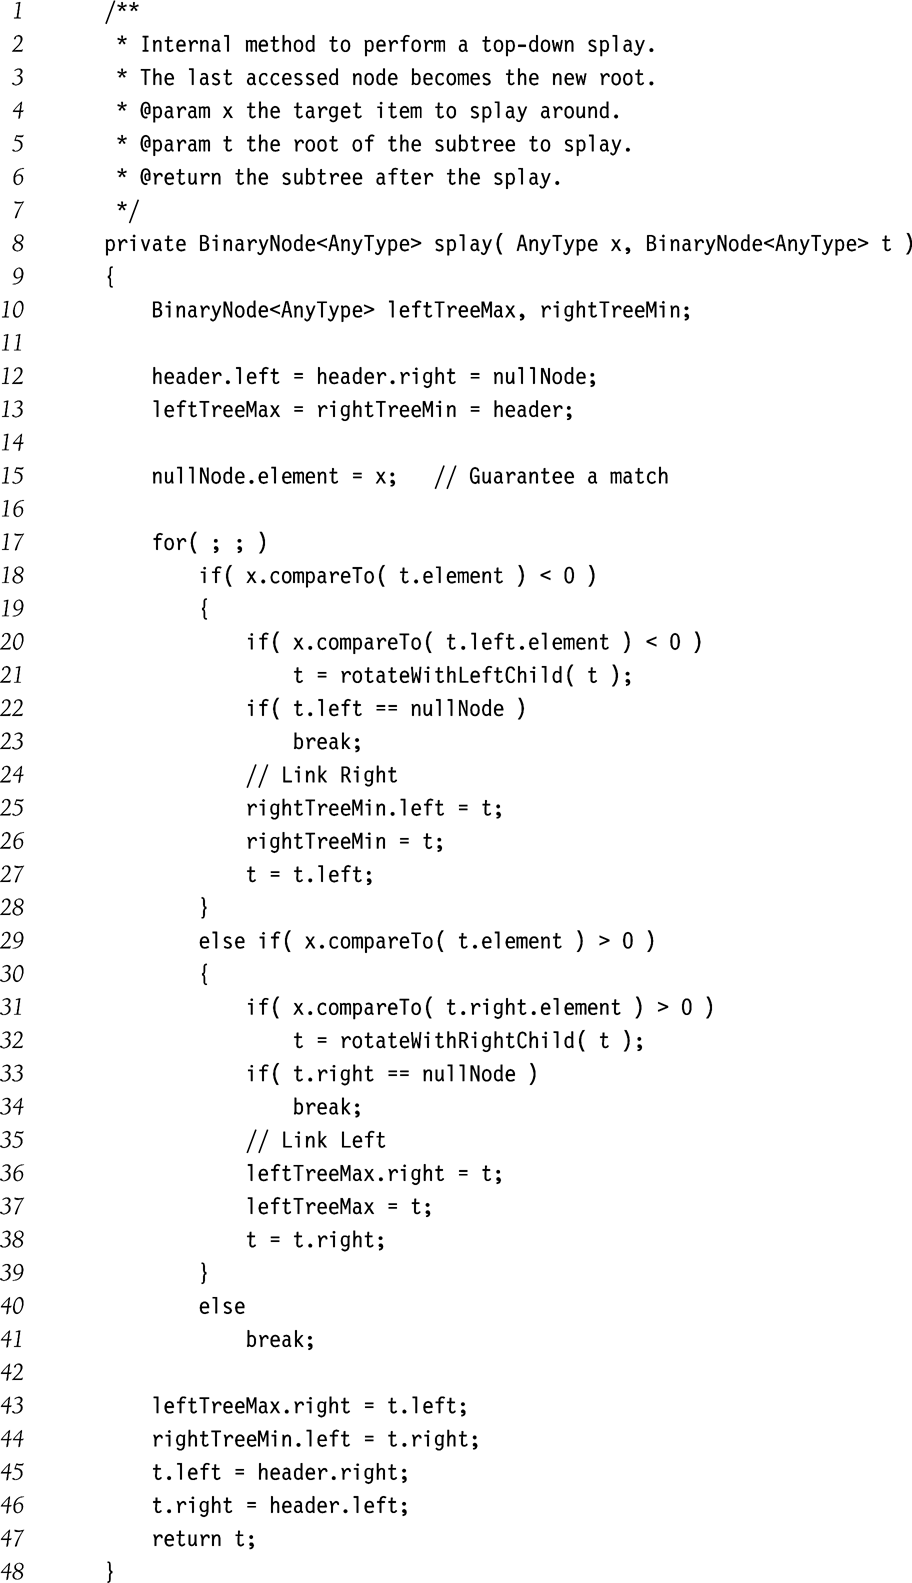 1 /**
2 * Internal method to perform a top-down splay.
3 * The last accessed node becomes the new root.
4 * @param x the target item to splay around.
5 * @param t the root of the subtree to splay.
6 * @return the subtree after the splay.
7 */
8 private BinaryNode<AnyType> splay( AnyType x, BinaryNode<AnyType> t )
9 {
10 BinaryNode<AnyType> leftTreeMax, rightTreeMin;
11
12 header.left = header.right = nullNode;
13 leftTreeMax = rightTreeMin = header;
14
15 nullNode.element = x; // Guarantee a match
16
17 for( ; ; )
18 if( x.compareTo( t.element ) < 0 )
19 {
20 if( x.compareTo( t.left.element ) < 0 )
21 t = rotateWithLeftChild( t );
22 if( t.left == nullNode )
23 break;
24 // Link Right
25 rightTreeMin.left = t;
26 rightTreeMin = t;
27 t = t.left;
28 }
29 else if( x.compareTo( t.element ) > 0 )
30 {
31 if( x.compareTo( t.right.element ) > 0 )
32 t = rotateWithRightChild( t );
33 if( t.right == nullNode )
34 break;
35 // Link Left
36 leftTreeMax.right = t;
37 leftTreeMax = t;
38 t = t.right;
39 }
40 else
41 break;
42
43 leftTreeMax.right = t.left;
44 rightTreeMin.left = t.right;
45 t.left = header.right;
46 t.right = header.left;
47 return t;
48 }